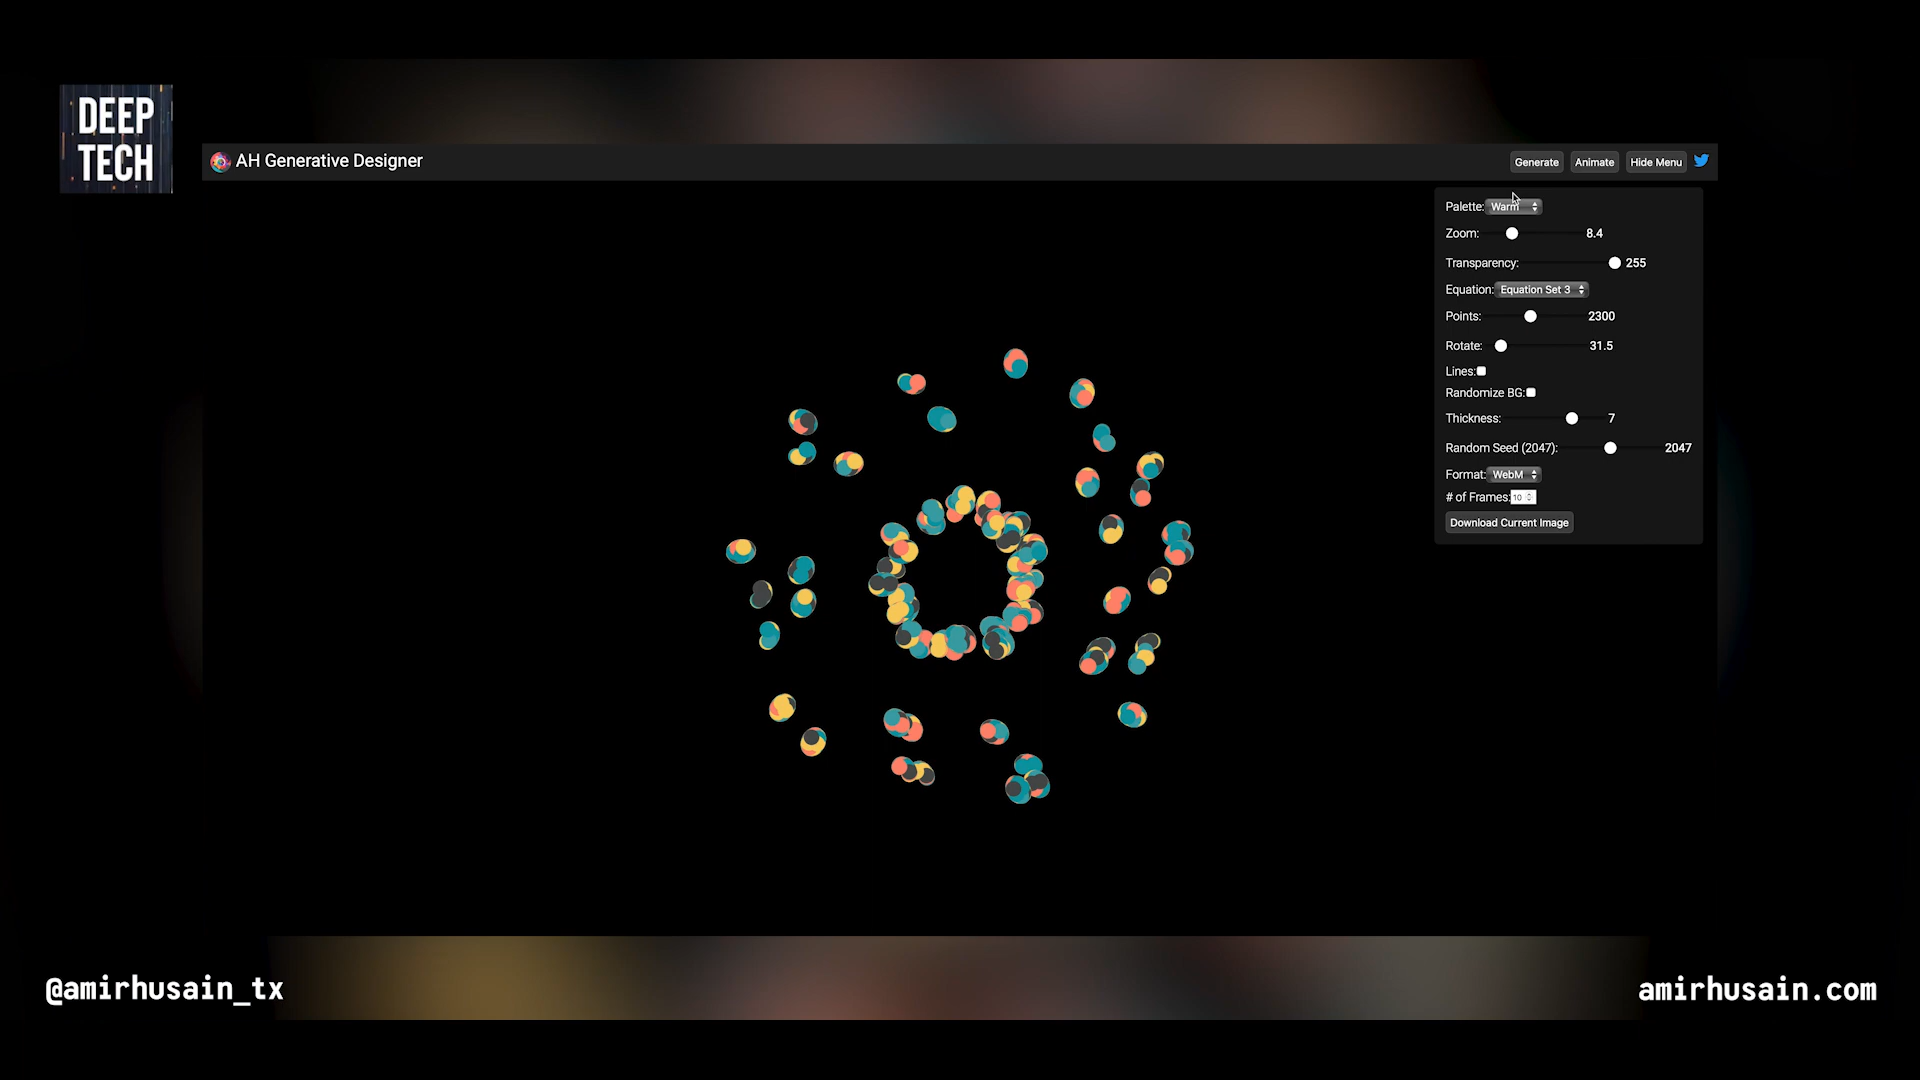 DEEP
TECH
AH Generative Designer
Generate Animate Hide Menu
Palette: Warm
Zoom: 8.4
Transparency: 255
Equation: Equation Set 3
Points: 2300
Rotate: 31.5
Lines:
Randomize BG:
Thickness: 7
Random Seed (2047): 2047
Format: WebM
# of Frames: 10
Download Current Image
@amirhusain_tx
amirhusain.com